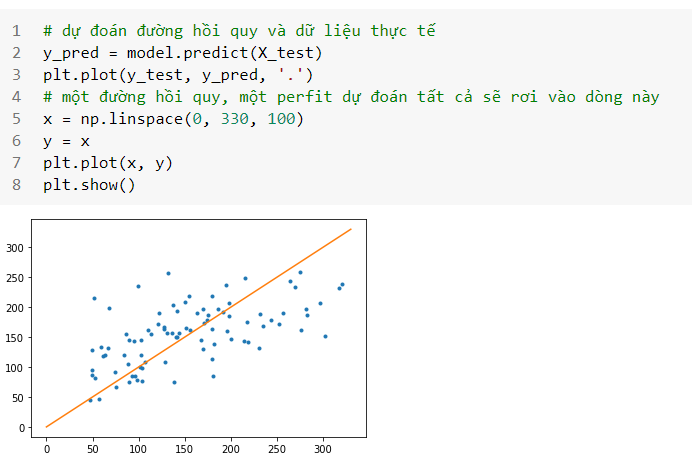 1 # dự đoán đường hồi quy và dữ liệu thực tế
2 y_pred = model.predict(X_test)
3 plt.plot(y_test, y_pred, '.')
4 # một đường hồi quy, một perfit dự đoán tất cả sẽ rơi vào dòng này
5 x = np.linspace(0, 330, 100)
6 y = x
7 plt.plot(x, y)
8 plt.show()
300
250
200
150
100
50
0
0 50 100 150 200 250 300